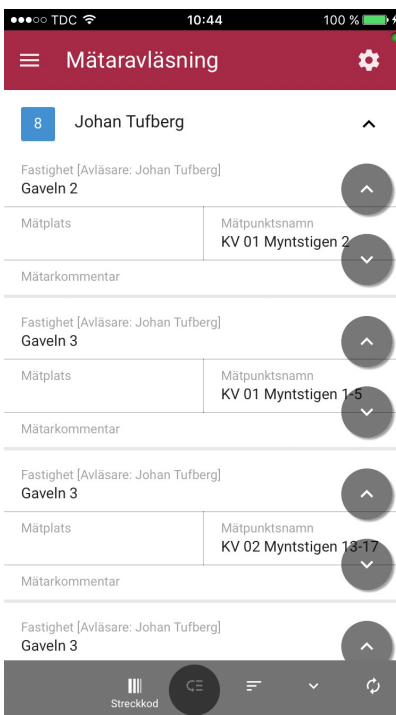 TDC 10:44 100 %
Mätaravläsning
8 Johan Tufberg
Fastighet [Avläsare: Johan Tufberg]
Gaveln 2
Mätplats Mätpunktsnamn
KV 01 Myntstigen 2
Mätarkommentar
Fastighet [Avläsare: Johan Tufberg]
Gaveln 3
Mätplats Mätpunktsnamn
KV 01 Myntstigen 1-5
Mätarkommentar
Fastighet [Avläsare: Johan Tufberg]
Gaveln 3
Mätplats Mätpunktsnamn
KV 02 Myntstigen 13-17
Mätarkommentar
Fastighet [Avläsare: Johan Tufberg]
Gaveln 3
Streckkod